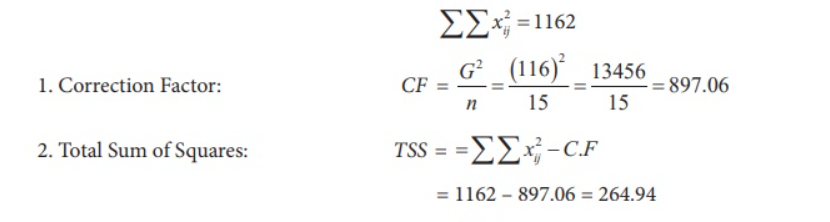 ∑∑x²ᵢⱼ = 1162
1. Correction Factor: CF = G²/n = (116)²/15 = 13456/15 = 897.06
2. Total Sum of Squares: TSS = =∑∑x²ᵢⱼ − C.F
= 1162 – 897.06 = 264.94